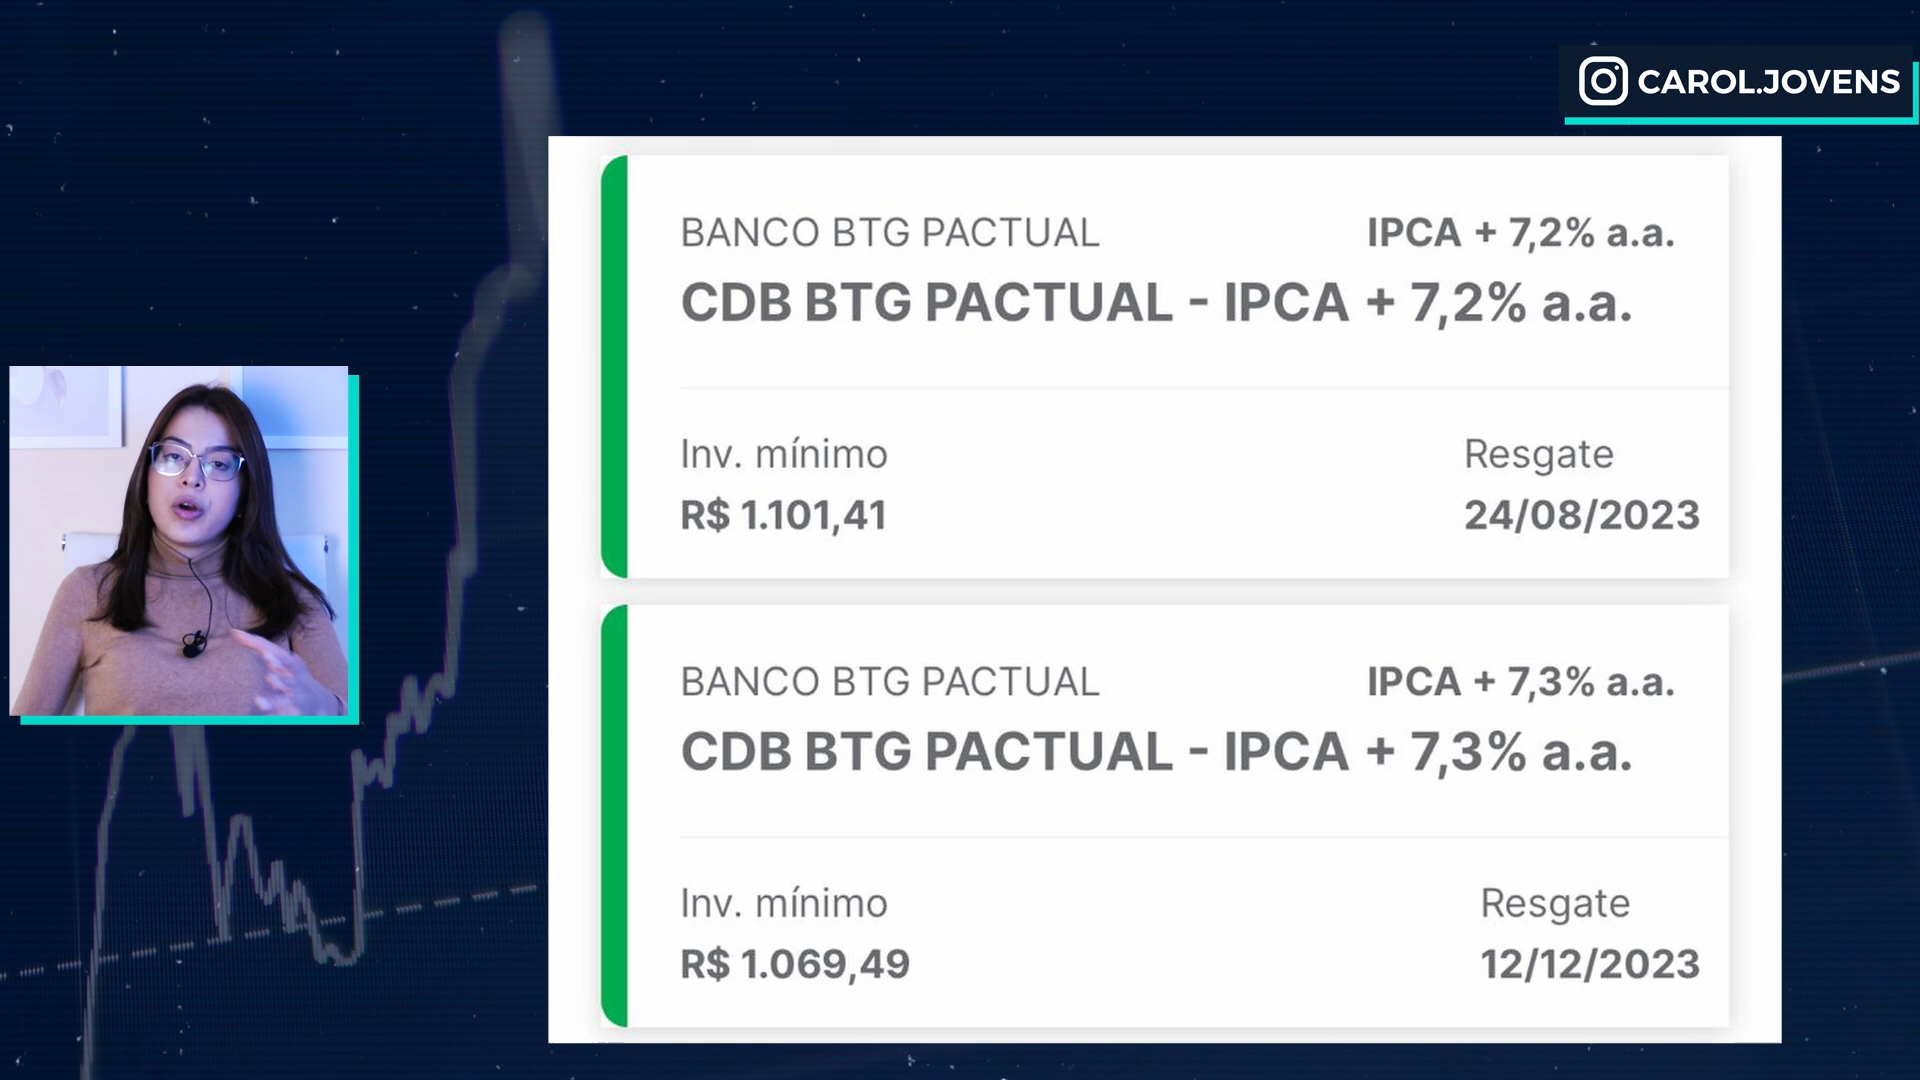 CAROL.JOVENS
BANCO BTG PACTUAL
IPCA + 7,2% a.a.
CDB BTG PACTUAL - IPCA + 7,2% a.a.
Inv. mínimo
Resgate
R$ 1.101,41
24/08/2023
BANCO BTG PACTUAL
IPCA + 7,3% a.a.
CDB BTG PACTUAL - IPCA + 7,3% a.a.
Inv. mínimo
Resgate
R$ 1.069,49
12/12/2023